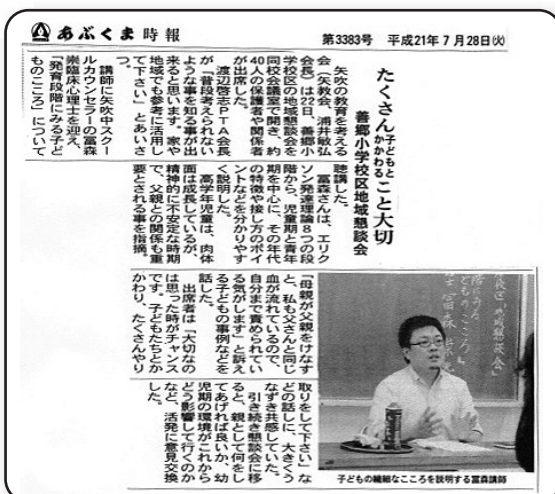 あぶくま時報
第3383号 平成21年7月28日(火)
子どもと
たくさんかかわること大切
善郷小学校区地域懇談会
矢吹の教育を考える
会(矢教会、浦井敏弘
会長)は22日、善郷小
学校区の地域懇談会を
同校会議室で開き、約
40人の保護者や関係者
が出席した。
渡辺啓志PTA会長
が「普段考えられない
ような事を知る事が出
来ると思います。家や
地域でも参考に活用し
て下さい」とあいさ
つ。
講師に矢吹中スクー
ルカウンセラーの冨森
崇臨床心理士を迎え、
「発育段階にみる子ど
ものこころ」について
聴講した。
冨森さんは、エリク
ソン発達理論8つの段
階から、児童期と青年
期を中心に、その年代
の特徴や接し方のポイ
ントなどを分かりやす
く説明した。
高学年児童は、肉体
面は成長しているが、
精神的に不安定な時期
で、父親との関係も重
要とされる事を指摘。
「母親が父親をけなす
と、私も父さんと同じ
血が流れているので、
自分まで責められてい
る気がします」と訴え
る子どもの事例などを
話した。
出席者は「大切なの
は思った時がチャンス
です。子どもたちとか
かわり、たくさんやり
取りをして下さい」な
どの話しに、大きくう
なずき共感していた。
引き続き懇談会に移
ると、親として何をし
てあげれば良いか、幼
児期の環境がこれから
どう影響して行くのか
など、活発に意見交換
した。
校区「地域懇談会」
階にみる
どものこころ」
子どもの繊細なこころを説明する冨森講師